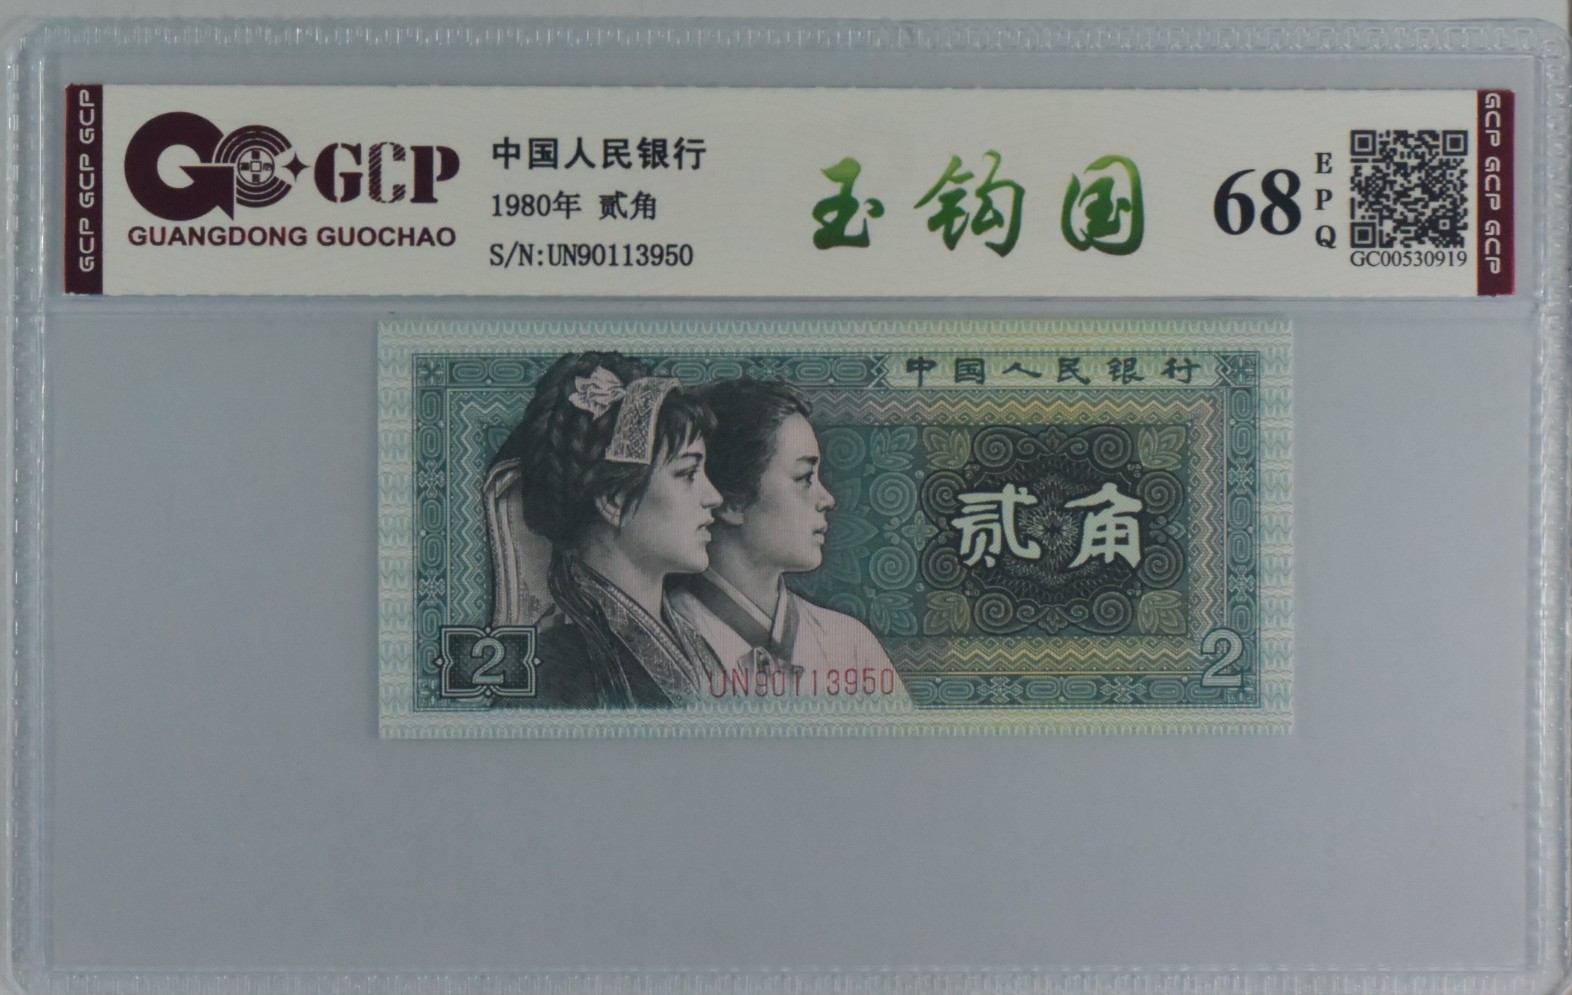 GCP GCP GCP
GCP
GUANGDONG GUOCHAO
中国人民银行
1980年 贰角
S/N:UN90113950
玉钩国
68
EPQ
GC00530919
GCP GCP GCP
中国人民银行
贰角
2
2
UN90113950